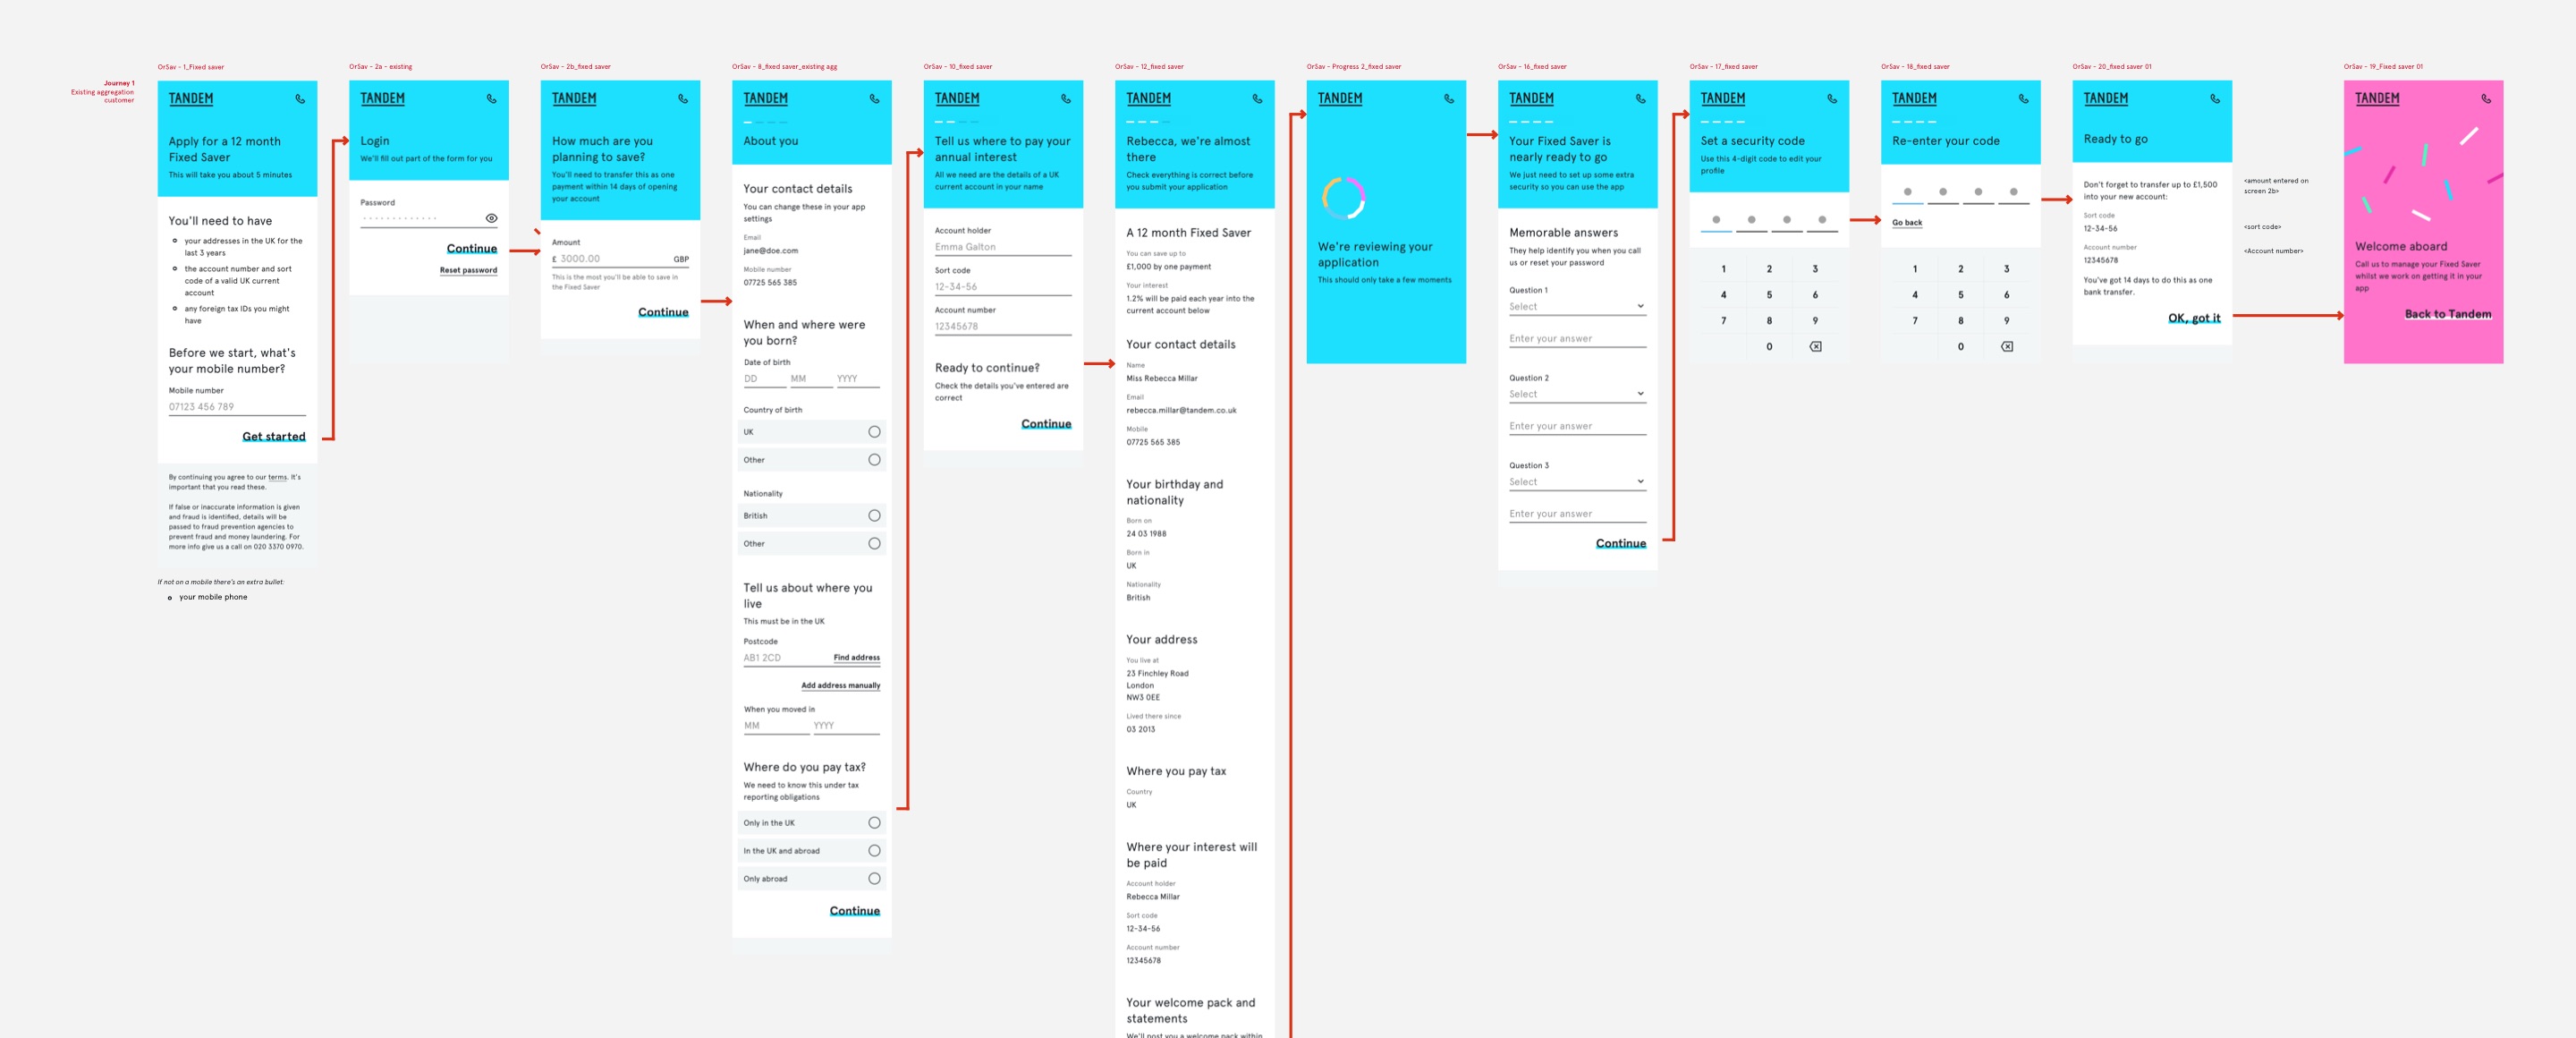 Journey 1
Existing aggregation
customer
OrSav - 1_Fixed saver
TANDEM
Apply for a 12 month
Fixed Saver
This will take you about 5 minutes
You'll need to have
your addresses in the UK for the
last 3 years
the account number and sort
code of a valid UK current
account
any foreign tax IDs you might
have
Before we start, what's
your mobile number?
Mobile number
07123 456 789
Get started
By continuing you agree to our terms. It's
important that you read these.
If false or inaccurate information is given
and fraud is identified, details will be
passed to fraud prevention agencies to
prevent fraud and money laundering. For
more info give us a call on 020 3370 0970.
If not on a mobile there's an extra bullet:
your mobile phone
OrSav - 2a - existing
TANDEM
Login
We'll fill out part of the form for you
Password
Continue
Reset password
OrSav - 2b_fixed saver
TANDEM
How much are you
planning to save?
You'll need to transfer this as one
payment within 14 days of opening
your account
Amount
£ 3000.00 GBP
This is the most you'll be able to save in
the Fixed Saver
Continue
OrSav - 8_fixed saver_existing agg
TANDEM
About you
Your contact details
You can change these in your app
settings
Email
jane@doe.com
Mobile number
07725 565 385
When and where were
you born?
Date of birth
DD MM YYYY
Country of birth
UK
Other
Nationality
British
Other
Tell us about where you
live
This must be in the UK
Postcode
AB1 2CD Find address
Add address manually
When you moved in
MM YYYY
Where do you pay tax?
We need to know this under tax
reporting obligations
Only in the UK
In the UK and abroad
Only abroad
Continue
OrSav - 10_fixed saver
TANDEM
Tell us where to pay your
annual interest
All we need are the details of a UK
current account in your name
Account holder
Emma Galton
Sort code
12-34-56
Account number
12345678
Ready to continue?
Check the details you've entered are
correct
Continue
OrSav - 12_fixed saver
TANDEM
Rebecca, we're almost
there
Check everything is correct before
you submit your application
A 12 month Fixed Saver
You can save up to
£1,000 by one payment
Your interest
1.2% will be paid each year into the
current account below
Your contact details
Name
Miss Rebecca Millar
Email
rebecca.millar@tandem.co.uk
Mobile
07725 565 385
Your birthday and
nationality
Born on
24 03 1988
Born in
UK
Nationality
British
Your address
You live at
23 Finchley Road
London
NW3 0EE
Lived there since
03 2013
Where you pay tax
Country
UK
Where your interest will
be paid
Account holder
Rebecca Millar
Sort code
12-34-56
Account number
12345678
Your welcome pack and
statements
We'll post you a welcome pack within
OrSav - Progress 2_fixed saver
TANDEM
We're reviewing your
application
This should only take a few moments
OrSav - 16_fixed saver
TANDEM
Your Fixed Saver is
nearly ready to go
We just need to set up some extra
security so you can use the app
Memorable answers
They help identify you when you call
us or reset your password
Question 1
Select
Enter your answer
Question 2
Select
Enter your answer
Question 3
Select
Enter your answer
Continue
OrSav - 17_fixed saver
TANDEM
Set a security code
Use this 4-digit code to edit your
profile
1 2 3
4 5 6
7 8 9
0
OrSav - 18_fixed saver
TANDEM
Re-enter your code
Go back
1 2 3
4 5 6
7 8 9
0
OrSav - 20_fixed saver 01
TANDEM
Ready to go
Don't forget to transfer up to £1,500
into your new account:
Sort code
12-34-56
Account number
12345678
You've got 14 days to do this as one
bank transfer.
OK, got it
<amount entered on
screen 2b>
<sort code>
<Account number>
OrSav - 19_Fixed saver 01
TANDEM
Welcome aboard
Call us to manage your Fixed Saver
whilst we work on getting it in your
app
Back to Tandem